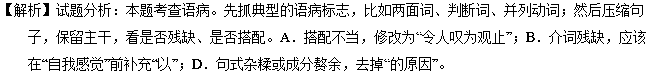 【解析】试题分析：本题考查语病。先抓典型的语病标志，比如两面词、判断词、并列动词；然后压缩句
子，保留主干，看是否残缺、是否搭配。A．搭配不当，修改为“令人叹为观止”；B．介词残缺，应该
在“自我感觉”前补充“以”；D．句式杂糅或成分赘余，去掉“的原因”。